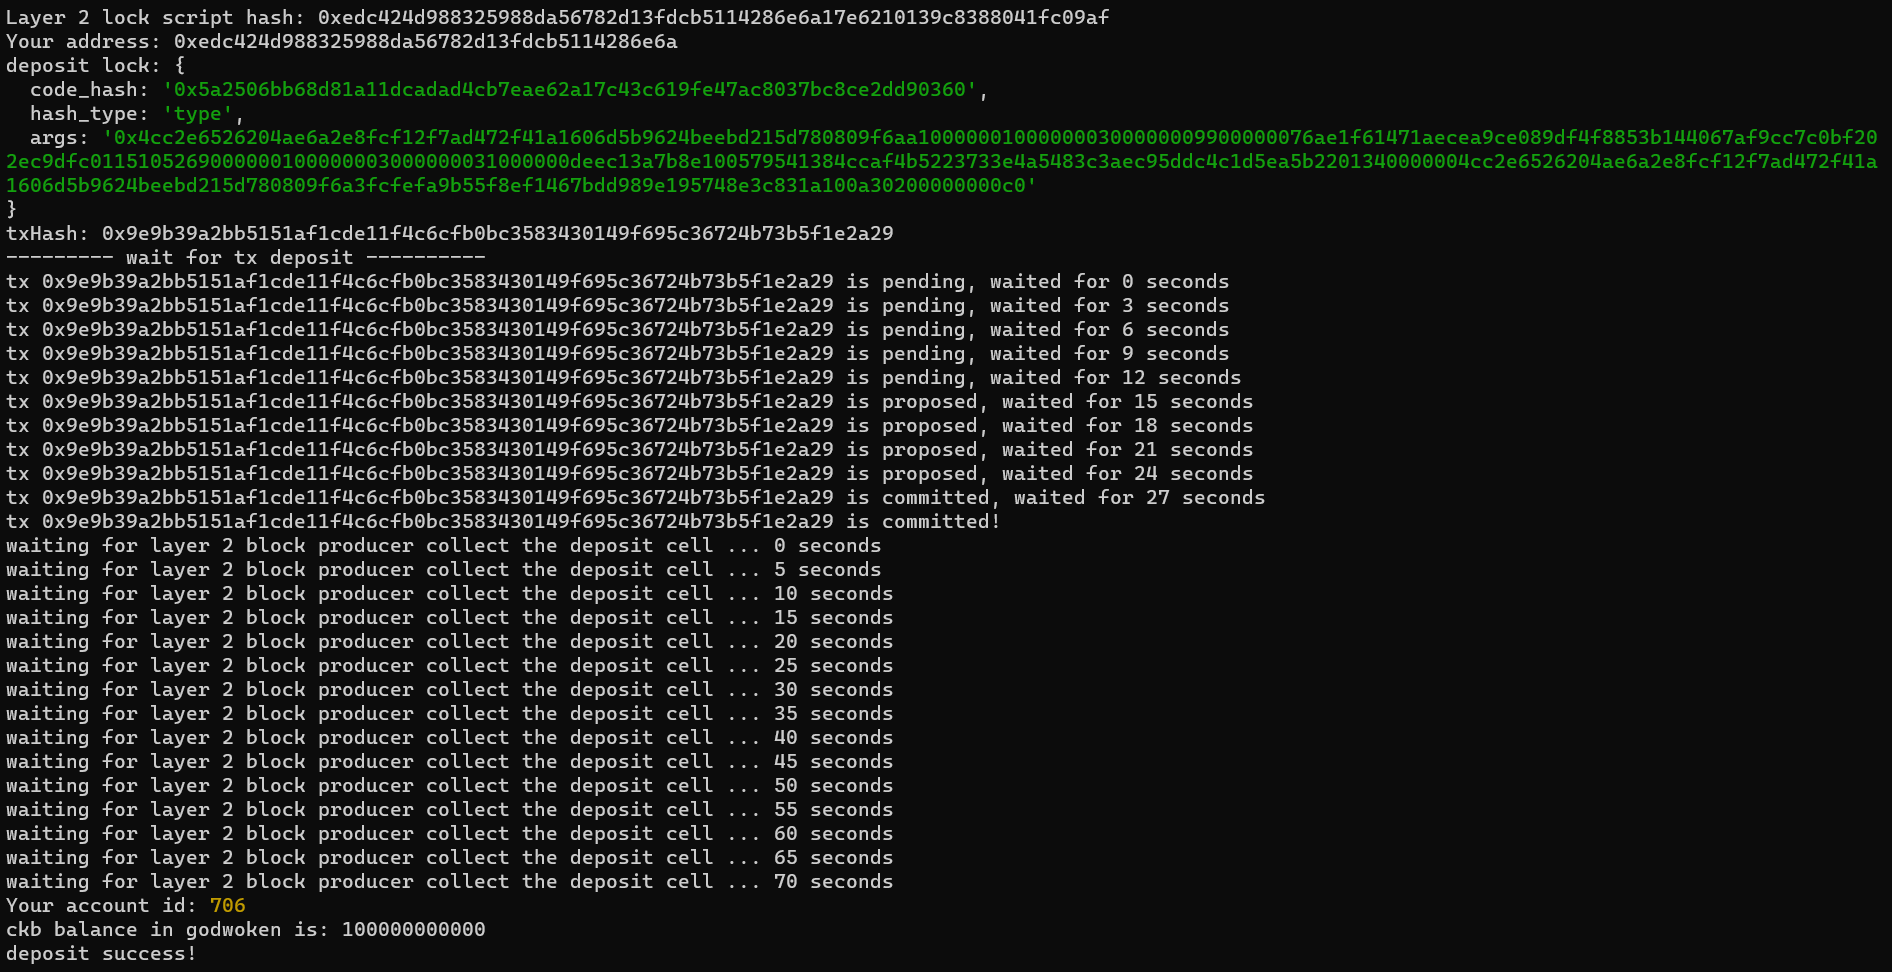 Layer 2 lock script hash: 0xedc424d988325988da56782d13fdcb5114286e6a17e6210139c8388041fc09af
Your address: 0xedc424d988325988da56782d13fdcb5114286e6a
deposit lock: {
  code_hash: '0x5a2506bb68d81a11dcadad4cb7eae62a17c43c619fe47ac8037bc8ce2dd90360',
  hash_type: 'type',
  args: '0x4cc2e6526204ae6a2e8fcf12f7ad472f41a1606d5b9624beebd215d780809f6aa10000001000000030000000990000​0076ae1f61471aecea9ce089df4f8853b144067af9cc7c0bf20
2ec9dfc011510526900000010000000300000003100000​0deec13a7b8e100579541384ccaf4b5223733e4a5483c3aec95ddc4c1d5ea5b2201340000004cc2e6526204ae6a2e8fcf12f7ad472f41a
1606d5b9624beebd215d780809f6a3fcfefa9b55f8ef1467bdd989e195748e3c831a100a30200000000c0'
}
txHash: 0x9e9b39a2bb5151af1cde11f4c6cfb0bc3583430149f695c36724b73b5f1e2a29
--------- wait for tx deposit ----------
tx 0x9e9b39a2bb5151af1cde11f4c6cfb0bc3583430149f695c36724b73b5f1e2a29 is pending, waited for 0 seconds
tx 0x9e9b39a2bb5151af1cde11f4c6cfb0bc3583430149f695c36724b73b5f1e2a29 is pending, waited for 3 seconds
tx 0x9e9b39a2bb5151af1cde11f4c6cfb0bc3583430149f695c36724b73b5f1e2a29 is pending, waited for 6 seconds
tx 0x9e9b39a2bb5151af1cde11f4c6cfb0bc3583430149f695c36724b73b5f1e2a29 is pending, waited for 9 seconds
tx 0x9e9b39a2bb5151af1cde11f4c6cfb0bc3583430149f695c36724b73b5f1e2a29 is pending, waited for 12 seconds
tx 0x9e9b39a2bb5151af1cde11f4c6cfb0bc3583430149f695c36724b73b5f1e2a29 is proposed, waited for 15 seconds
tx 0x9e9b39a2bb5151af1cde11f4c6cfb0bc3583430149f695c36724b73b5f1e2a29 is proposed, waited for 18 seconds
tx 0x9e9b39a2bb5151af1cde11f4c6cfb0bc3583430149f695c36724b73b5f1e2a29 is proposed, waited for 21 seconds
tx 0x9e9b39a2bb5151af1cde11f4c6cfb0bc3583430149f695c36724b73b5f1e2a29 is proposed, waited for 24 seconds
tx 0x9e9b39a2bb5151af1cde11f4c6cfb0bc3583430149f695c36724b73b5f1e2a29 is committed, waited for 27 seconds
tx 0x9e9b39a2bb5151af1cde11f4c6cfb0bc3583430149f695c36724b73b5f1e2a29 is committed!
waiting for layer 2 block producer collect the deposit cell ... 0 seconds
waiting for layer 2 block producer collect the deposit cell ... 5 seconds
waiting for layer 2 block producer collect the deposit cell ... 10 seconds
waiting for layer 2 block producer collect the deposit cell ... 15 seconds
waiting for layer 2 block producer collect the deposit cell ... 20 seconds
waiting for layer 2 block producer collect the deposit cell ... 25 seconds
waiting for layer 2 block producer collect the deposit cell ... 30 seconds
waiting for layer 2 block producer collect the deposit cell ... 35 seconds
waiting for layer 2 block producer collect the deposit cell ... 40 seconds
waiting for layer 2 block producer collect the deposit cell ... 45 seconds
waiting for layer 2 block producer collect the deposit cell ... 50 seconds
waiting for layer 2 block producer collect the deposit cell ... 55 seconds
waiting for layer 2 block producer collect the deposit cell ... 60 seconds
waiting for layer 2 block producer collect the deposit cell ... 65 seconds
waiting for layer 2 block producer collect the deposit cell ... 70 seconds
Your account id: 706
ckb balance in godwoken is: 100000000000
deposit success!